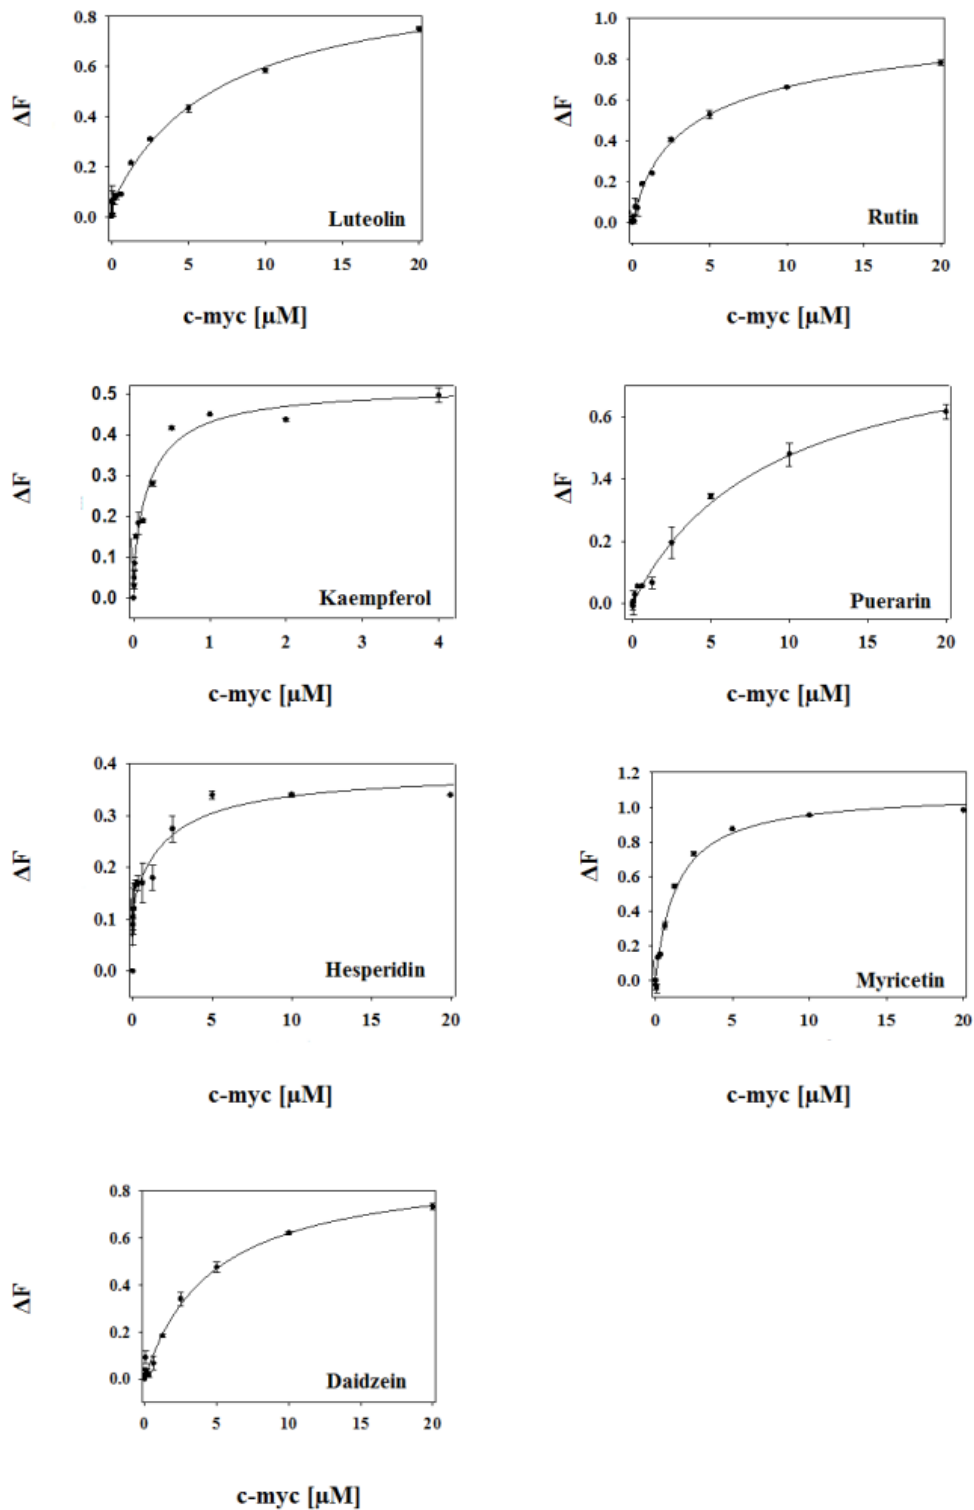 0.8
0.6
0.4
0.2
0.0
ΔF
Luteolin
0 5 10 15 20
c-myc [μM]
1.0
0.8
0.6
0.4
0.2
0.0
ΔF
Rutin
0 5 10 15 20
c-myc [μM]
0.5
0.4
0.3
0.2
0.1
0.0
ΔF
Kaempferol
0 1 2 3 4
c-myc [μM]
0.6
0.4
0.2
0.0
ΔF
Puerarin
0 5 10 15 20
c-myc [μM]
0.4
0.3
0.2
0.1
0.0
ΔF
Hesperidin
0 5 10 15 20
c-myc [μM]
1.2
1.0
0.8
0.6
0.4
0.2
0.0
ΔF
Myricetin
0 5 10 15 20
c-myc [μM]
0.8
0.6
0.4
0.2
0.0
ΔF
Daidzein
0 5 10 15 20
c-myc [μM]